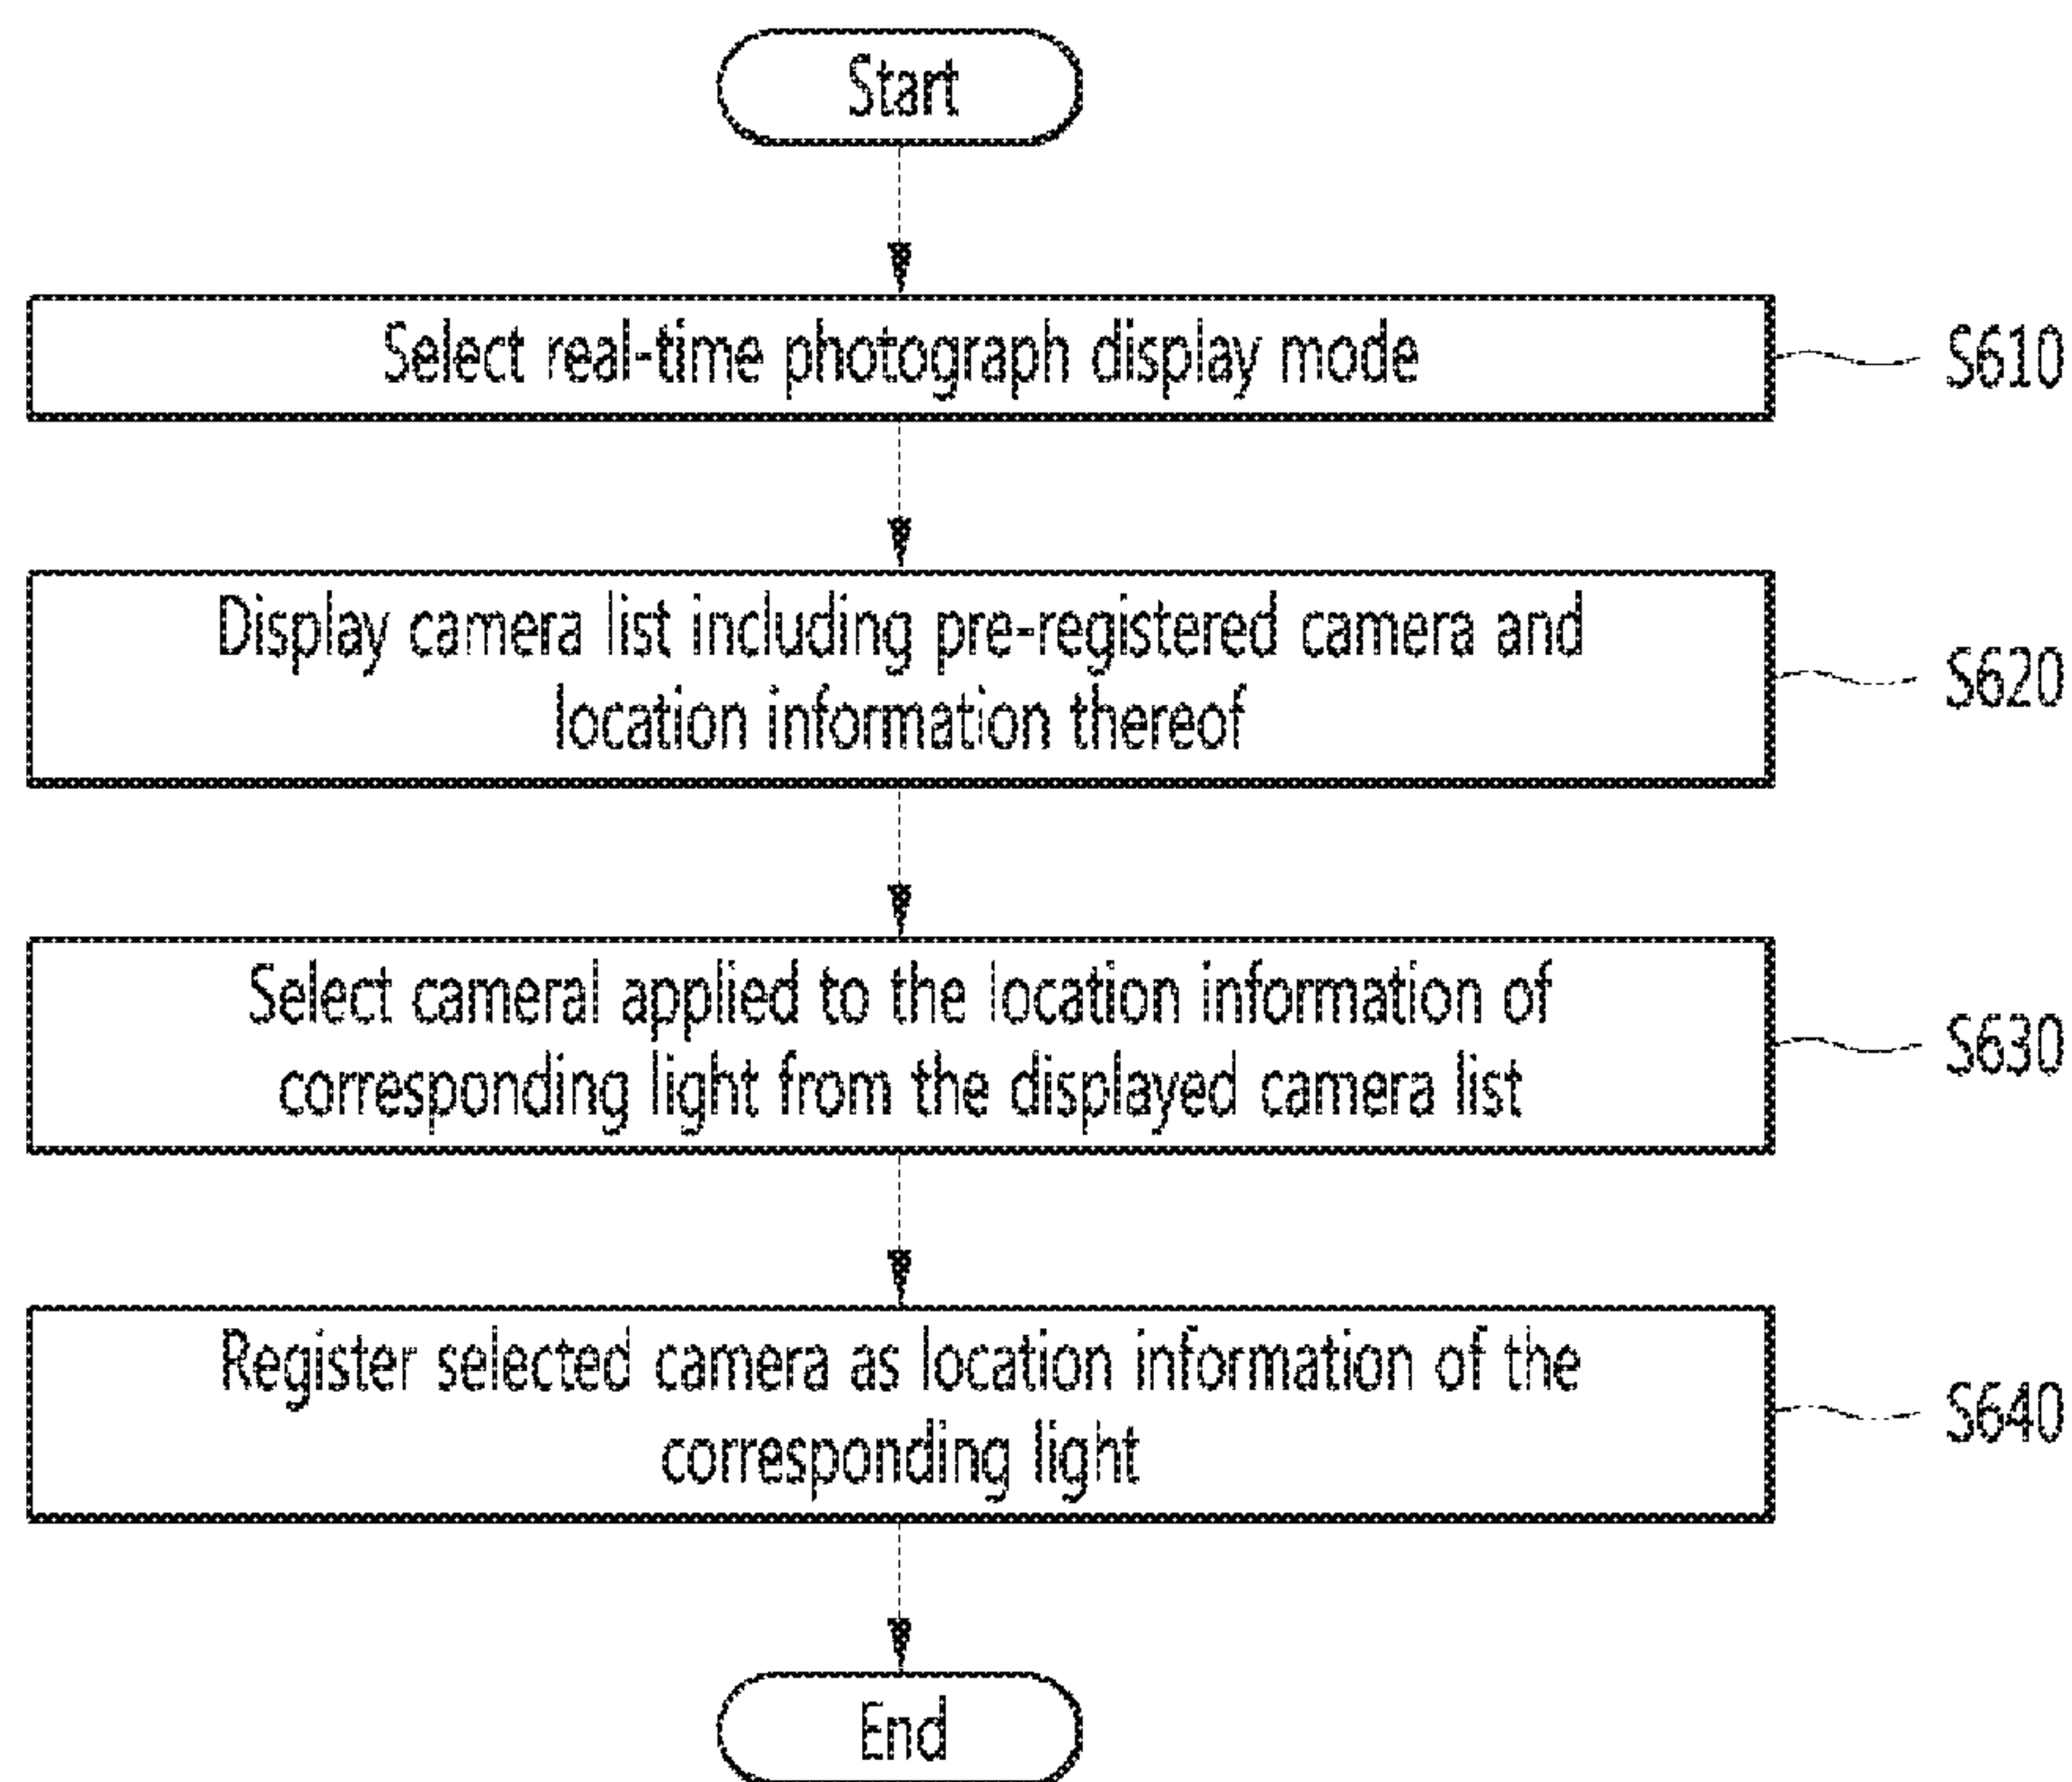 Start
Select real-time photograph display mode
S610
Display camera list including pre-registered camera and
location information thereof
S620
Select cameral applied to the location information of
corresponding light from the displayed camera list
S630
Register selected camera as location information of the
corresponding light
S640
End